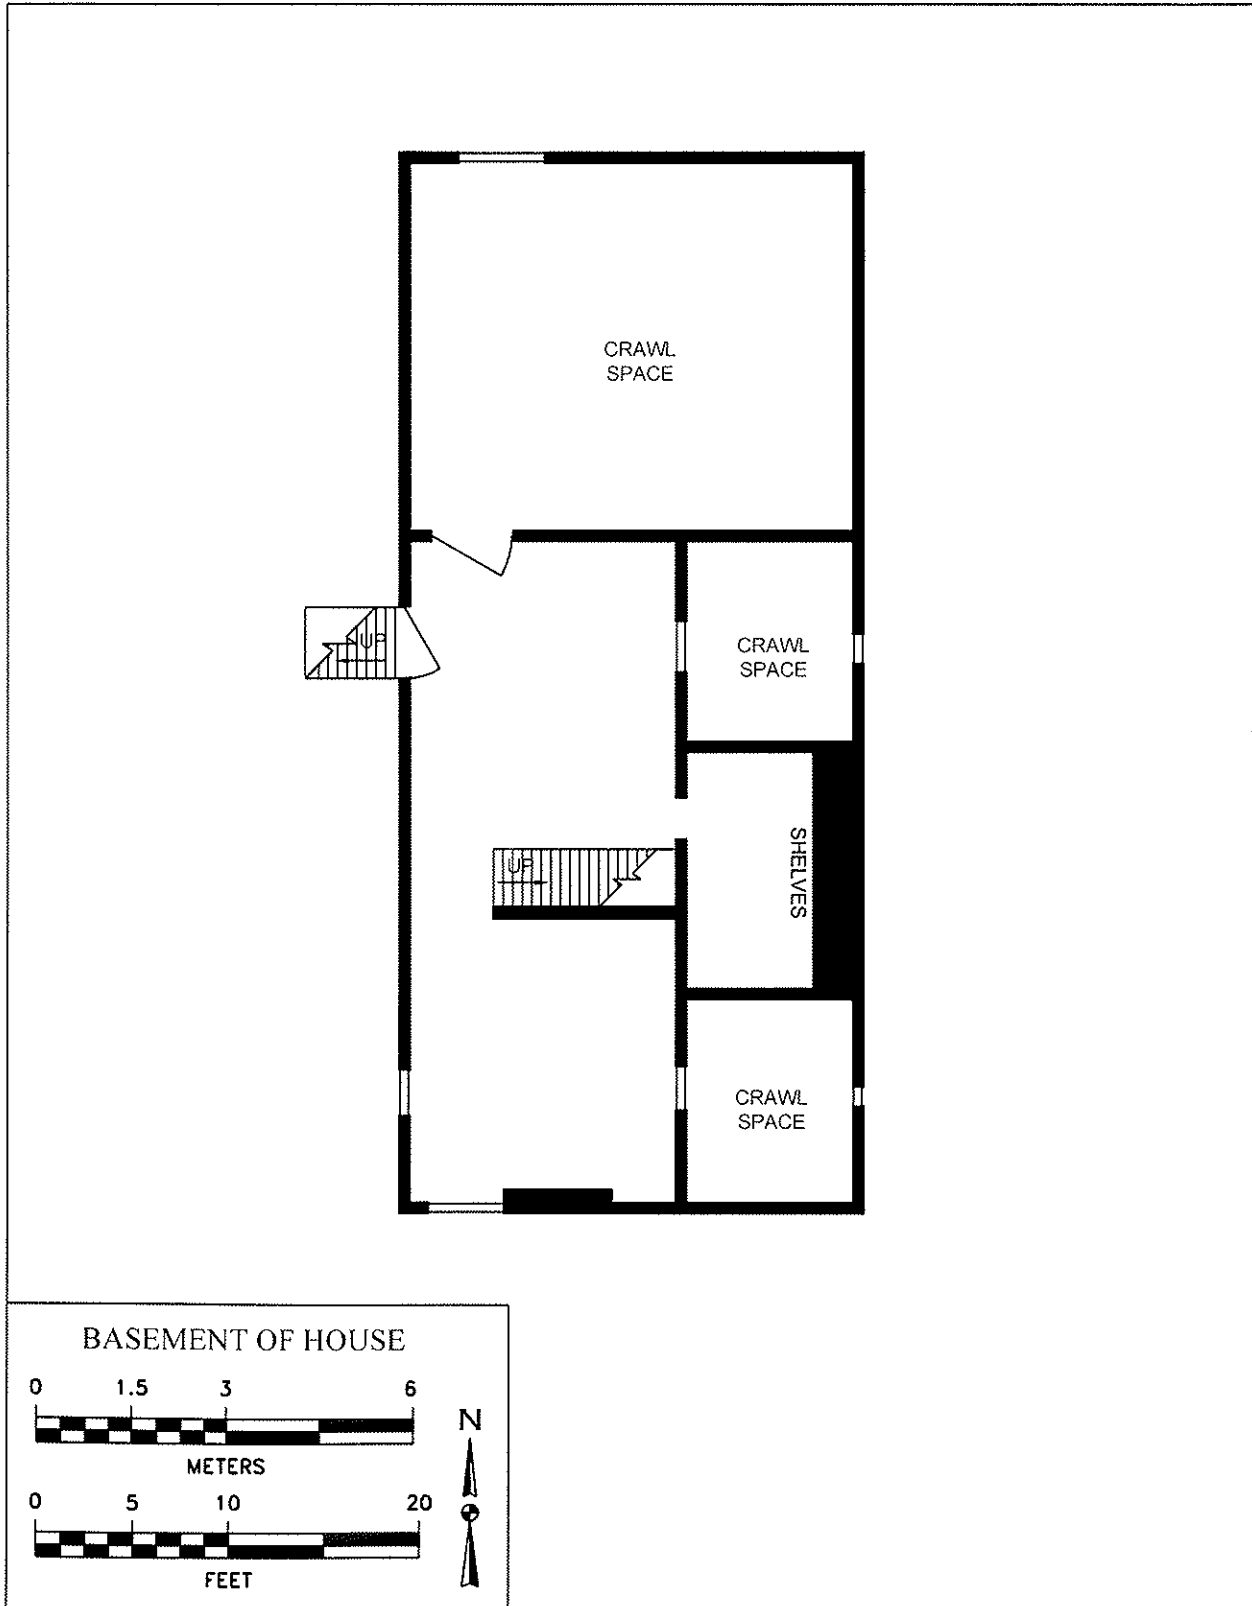 CRAWL
SPACE
UP
CRAWL
SPACE
UP
SHELVES
CRAWL
SPACE
BASEMENT OF HOUSE
0 1.5 3 6
METERS
N
0 5 10 20
FEET